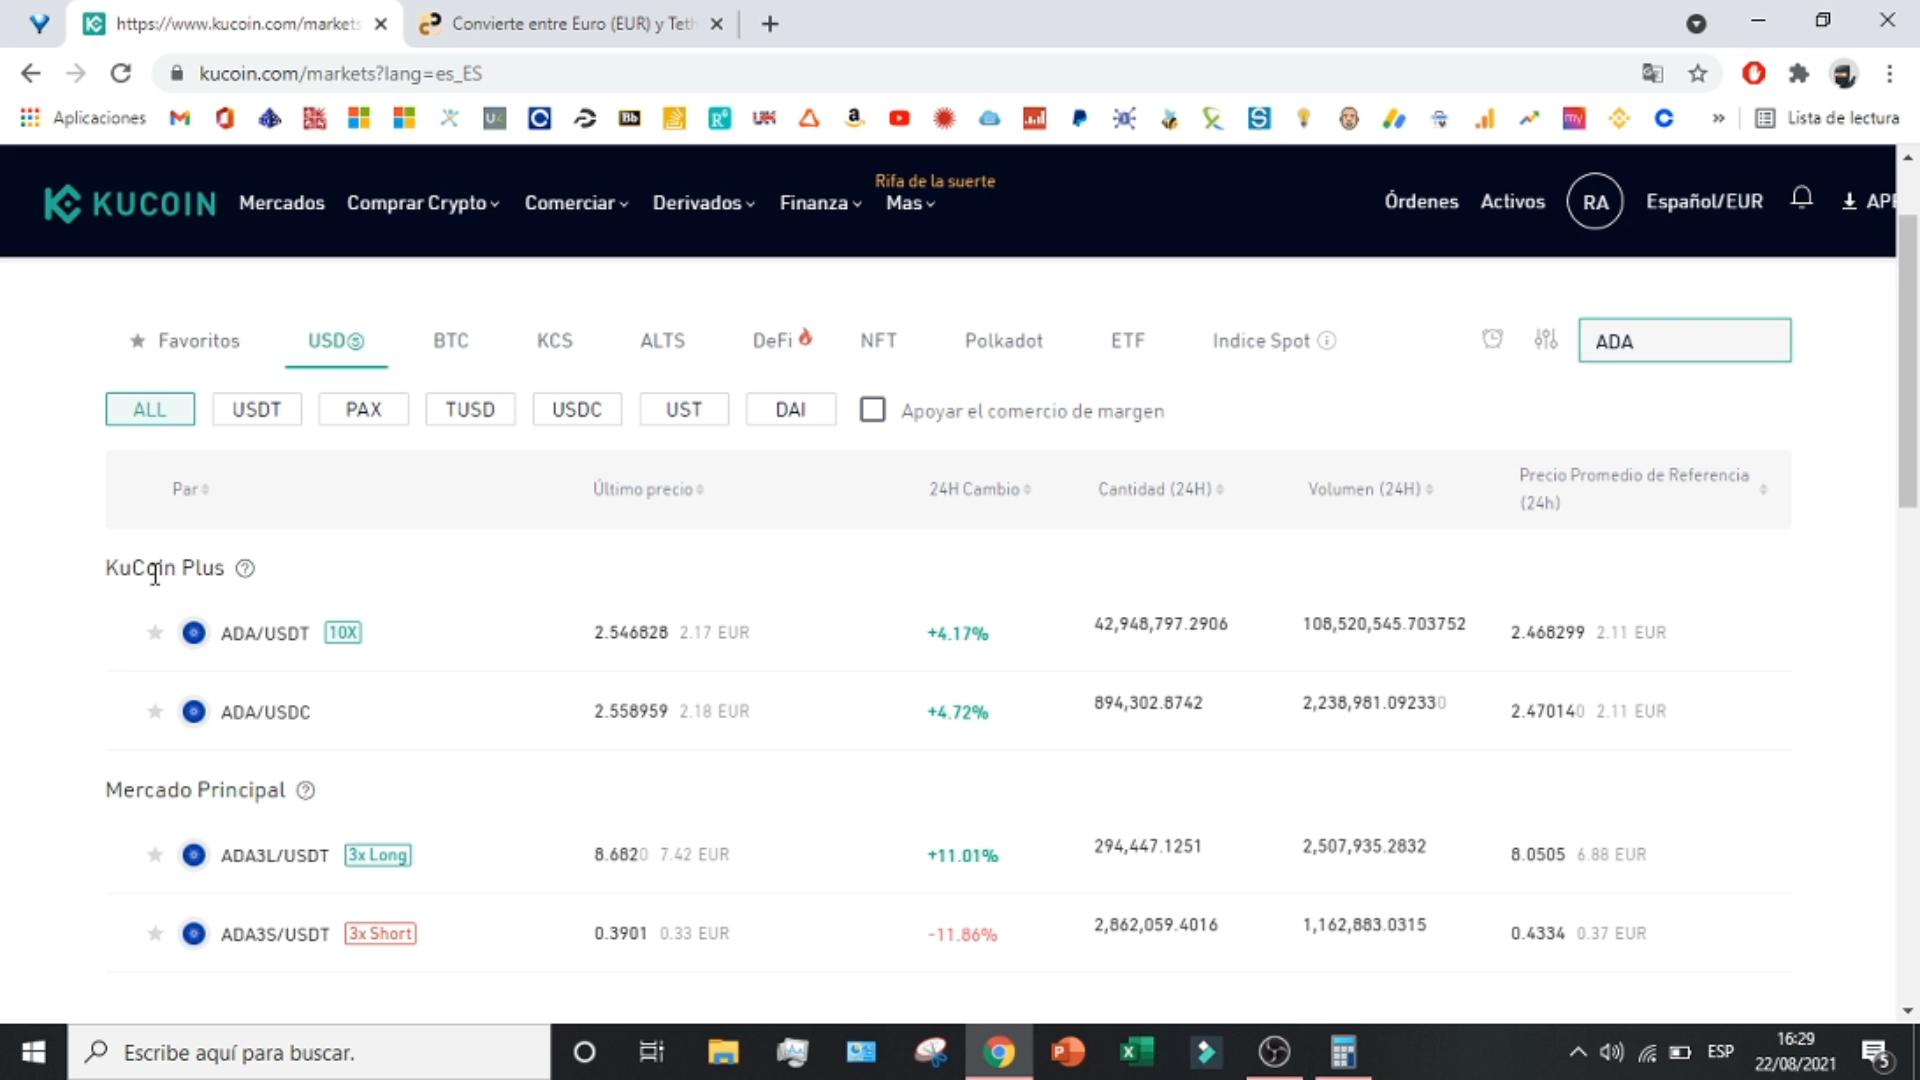 https://www.kucoin.com/markets
Convierte entre Euro (EUR) y Teth
kucoin.com/markets?lang=es_ES
Aplicaciones
Lista de lectura
KUCOIN
Mercados
Comprar Crypto
Comerciar
Derivados
Finanza
Rifa de la suerte
Mas
Órdenes
Activos
RA
Español/EUR
APP
Favoritos
USDⓈ
BTC
KCS
ALTS
DeFi
NFT
Polkadot
ETF
Indice Spot
ADA
ALL
USDT
PAX
TUSD
USDC
UST
DAI
Apoyar el comercio de margen
Par
Último precio
24H Cambio
Cantidad (24H)
Volumen (24H)
Precio Promedio de Referencia
(24h)
KuCoin Plus
ADA/USDT 10X 2.546828 2.17 EUR +4.17% 42,948,797.2906 108,520,545.703752 2.468299 2.11 EUR
ADA/USDC 2.558959 2.18 EUR +4.72% 894,302.8742 2,238,981.092330 2.470140 2.11 EUR
Mercado Principal
ADA3L/USDT 3x Long 8.6820 7.42 EUR +11.01% 294,447.1251 2,507,935.2832 8.0505 6.88 EUR
ADA3S/USDT 3x Short 0.3901 0.33 EUR -11.86% 2,862,059.4016 1,162,883.0315 0.4334 0.37 EUR
Escribe aquí para buscar.
ESP
16:29
22/08/2021
5